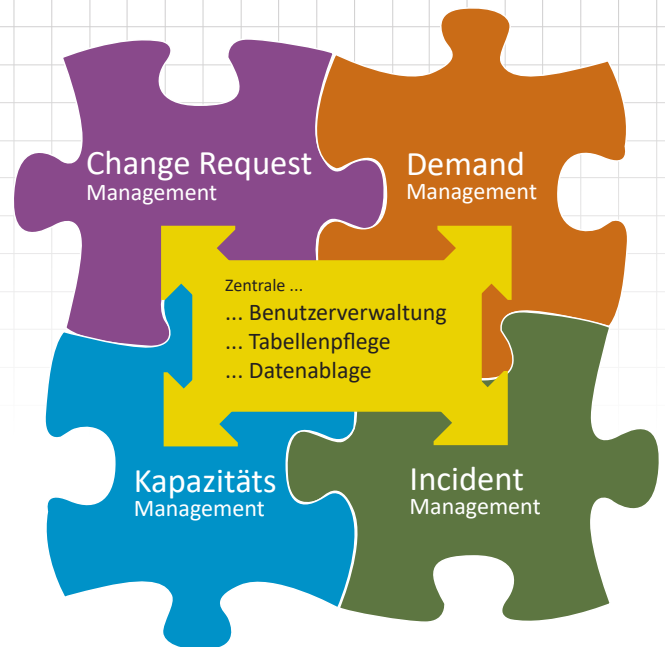 Change Request
Management
Demand
Management
Zentrale ...
... Benutzerverwaltung
... Tabellenpflege
... Datenablage
Kapazitäts
Management
Incident
Management